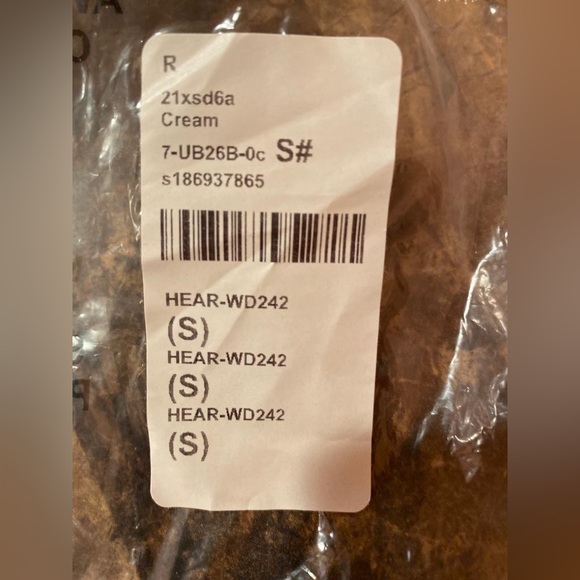 R
21xsd6a
Cream
7-UB26B-0c S#
s186937865
HEAR-WD242
(S)
HEAR-WD242
(S)
HEAR-WD242
(S)